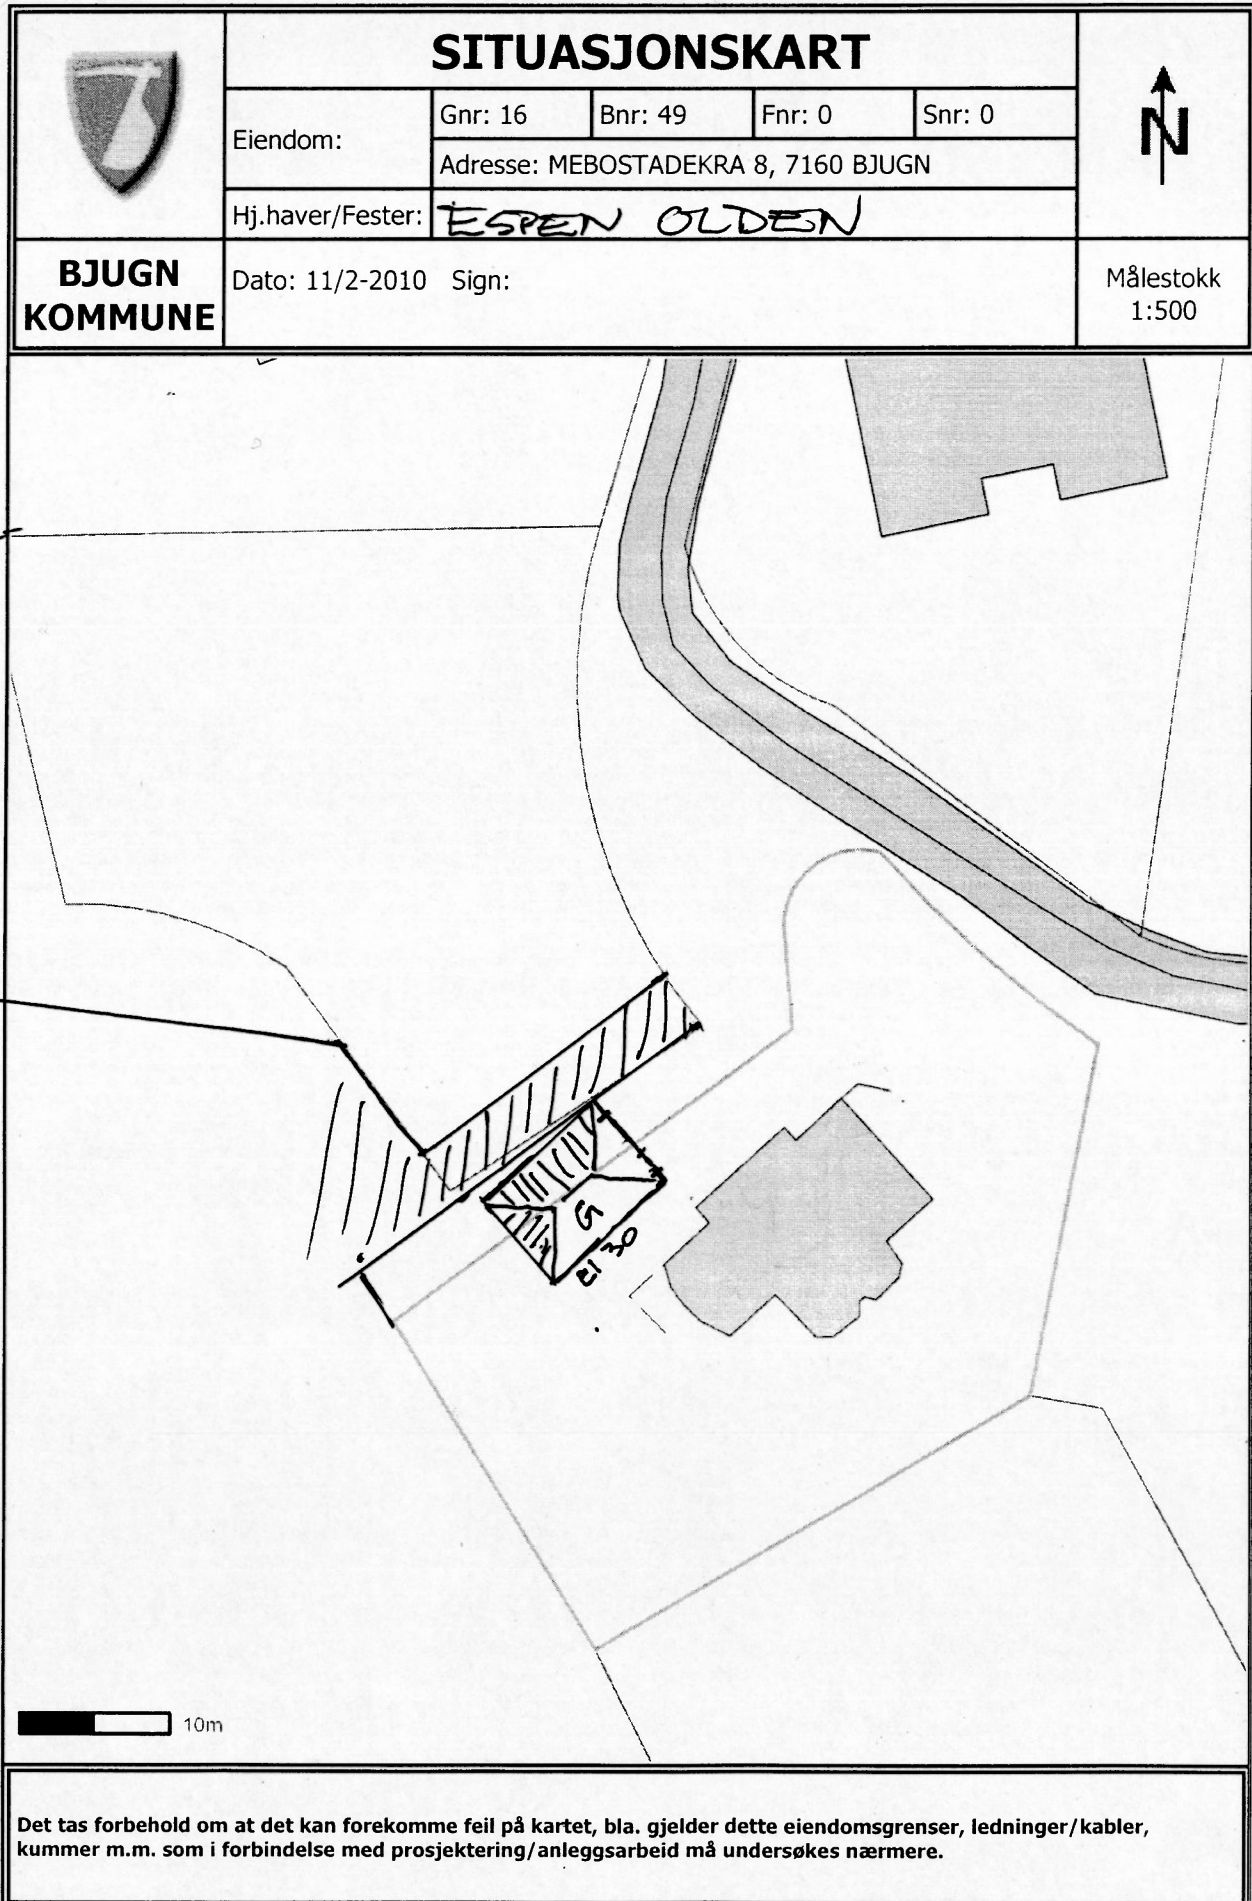 SITUASJONSKART
Eiendom:
Gnr: 16
Bnr: 49
Fnr: 0
Snr: 0
Adresse: MEBOSTADEKRA 8, 7160 BJUGN
Hj.haver/Fester:
ESPEN OLDEN
N
BJUGN
KOMMUNE
Dato: 11/2-2010 Sign:
Målestokk
1:500
G
EI 30
10m
Det tas forbehold om at det kan forekomme feil på kartet, bla. gjelder dette eiendomsgrenser, ledninger/kabler,
kummer m.m. som i forbindelse med prosjektering/anleggsarbeid må undersøkes nærmere.